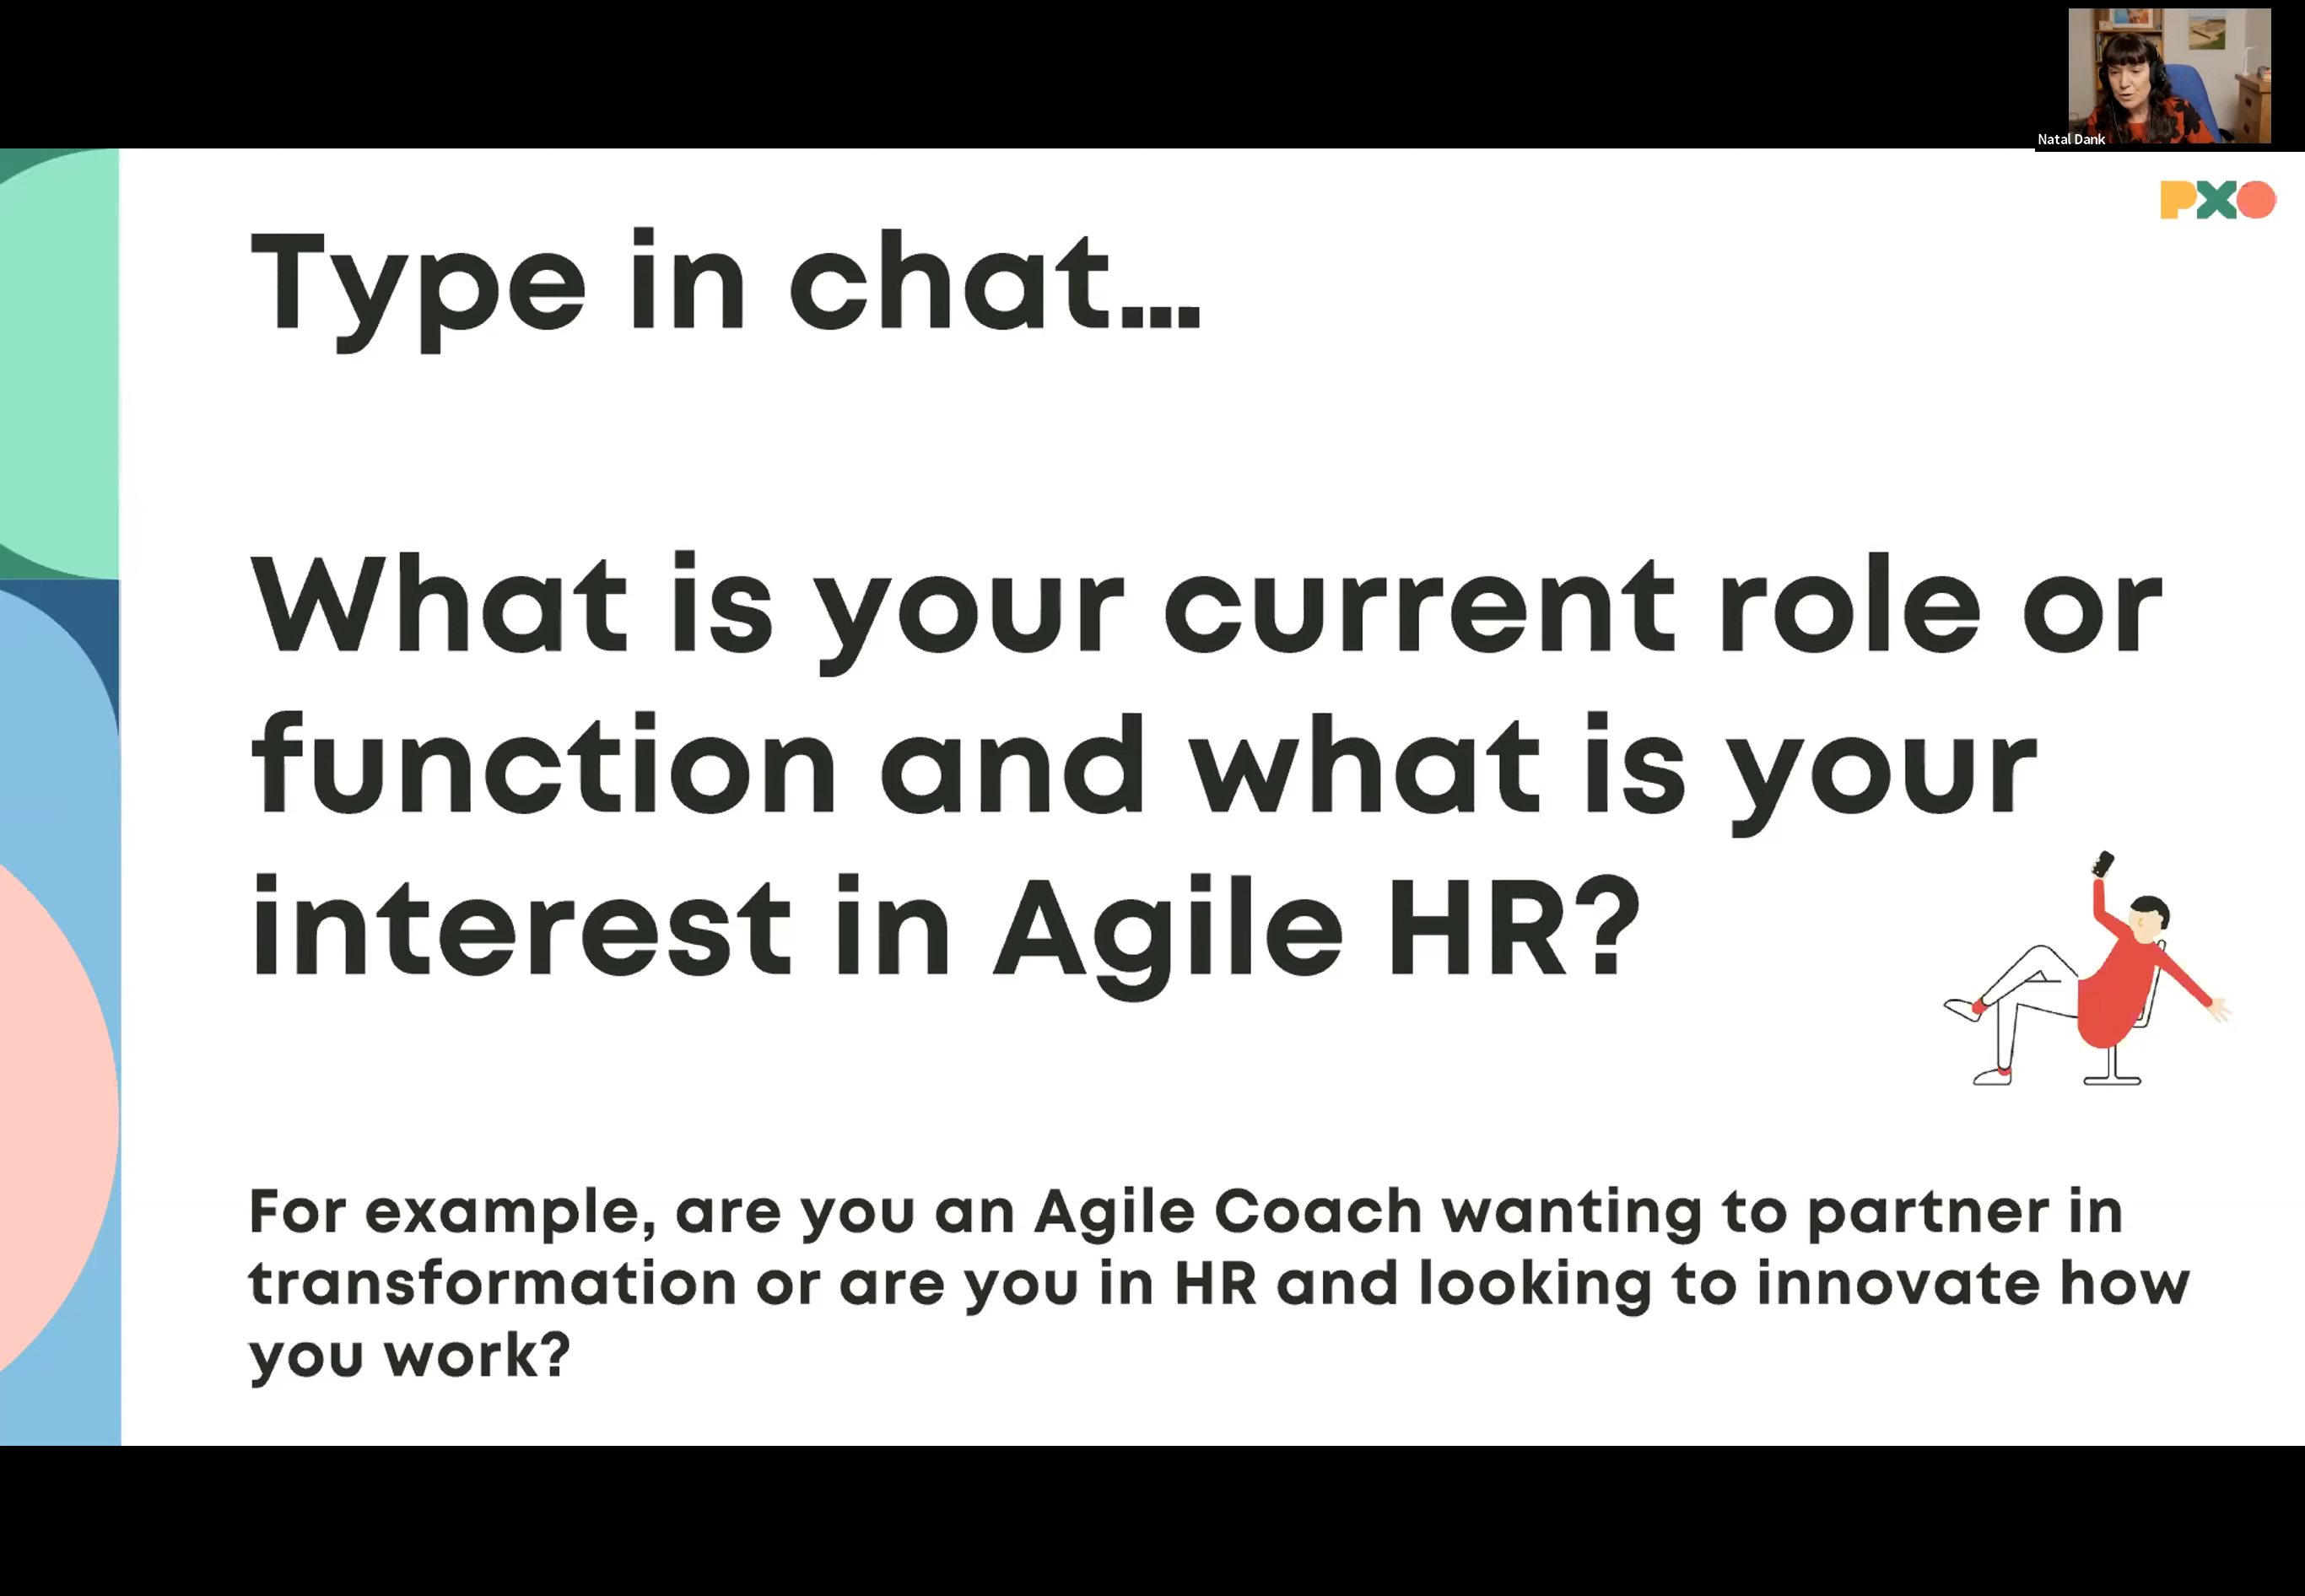 Natal Dank
PXO
Type in chat...
What is your current role or
function and what is your
interest in Agile HR?
For example, are you an Agile Coach wanting to partner in
transformation or are you in HR and looking to innovate how
you work?